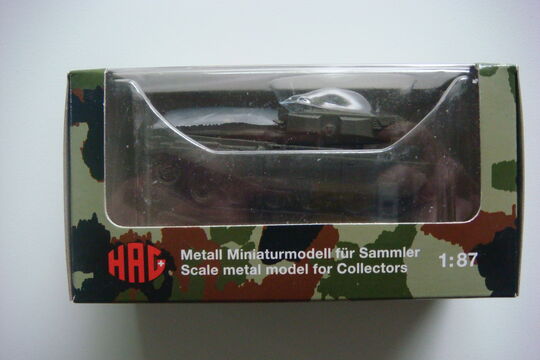 HAG
Metall Miniaturmodell für Sammler
Scale metal model for Collectors
1:87